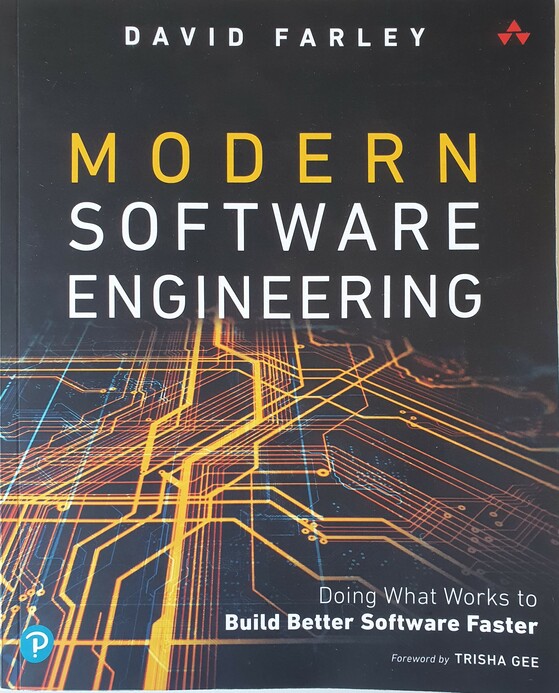 DAVID FARLEY
MODERN
SOFTWARE
ENGINEERING
Doing What Works to
Build Better Software Faster
Foreword by TRISHA GEE
P